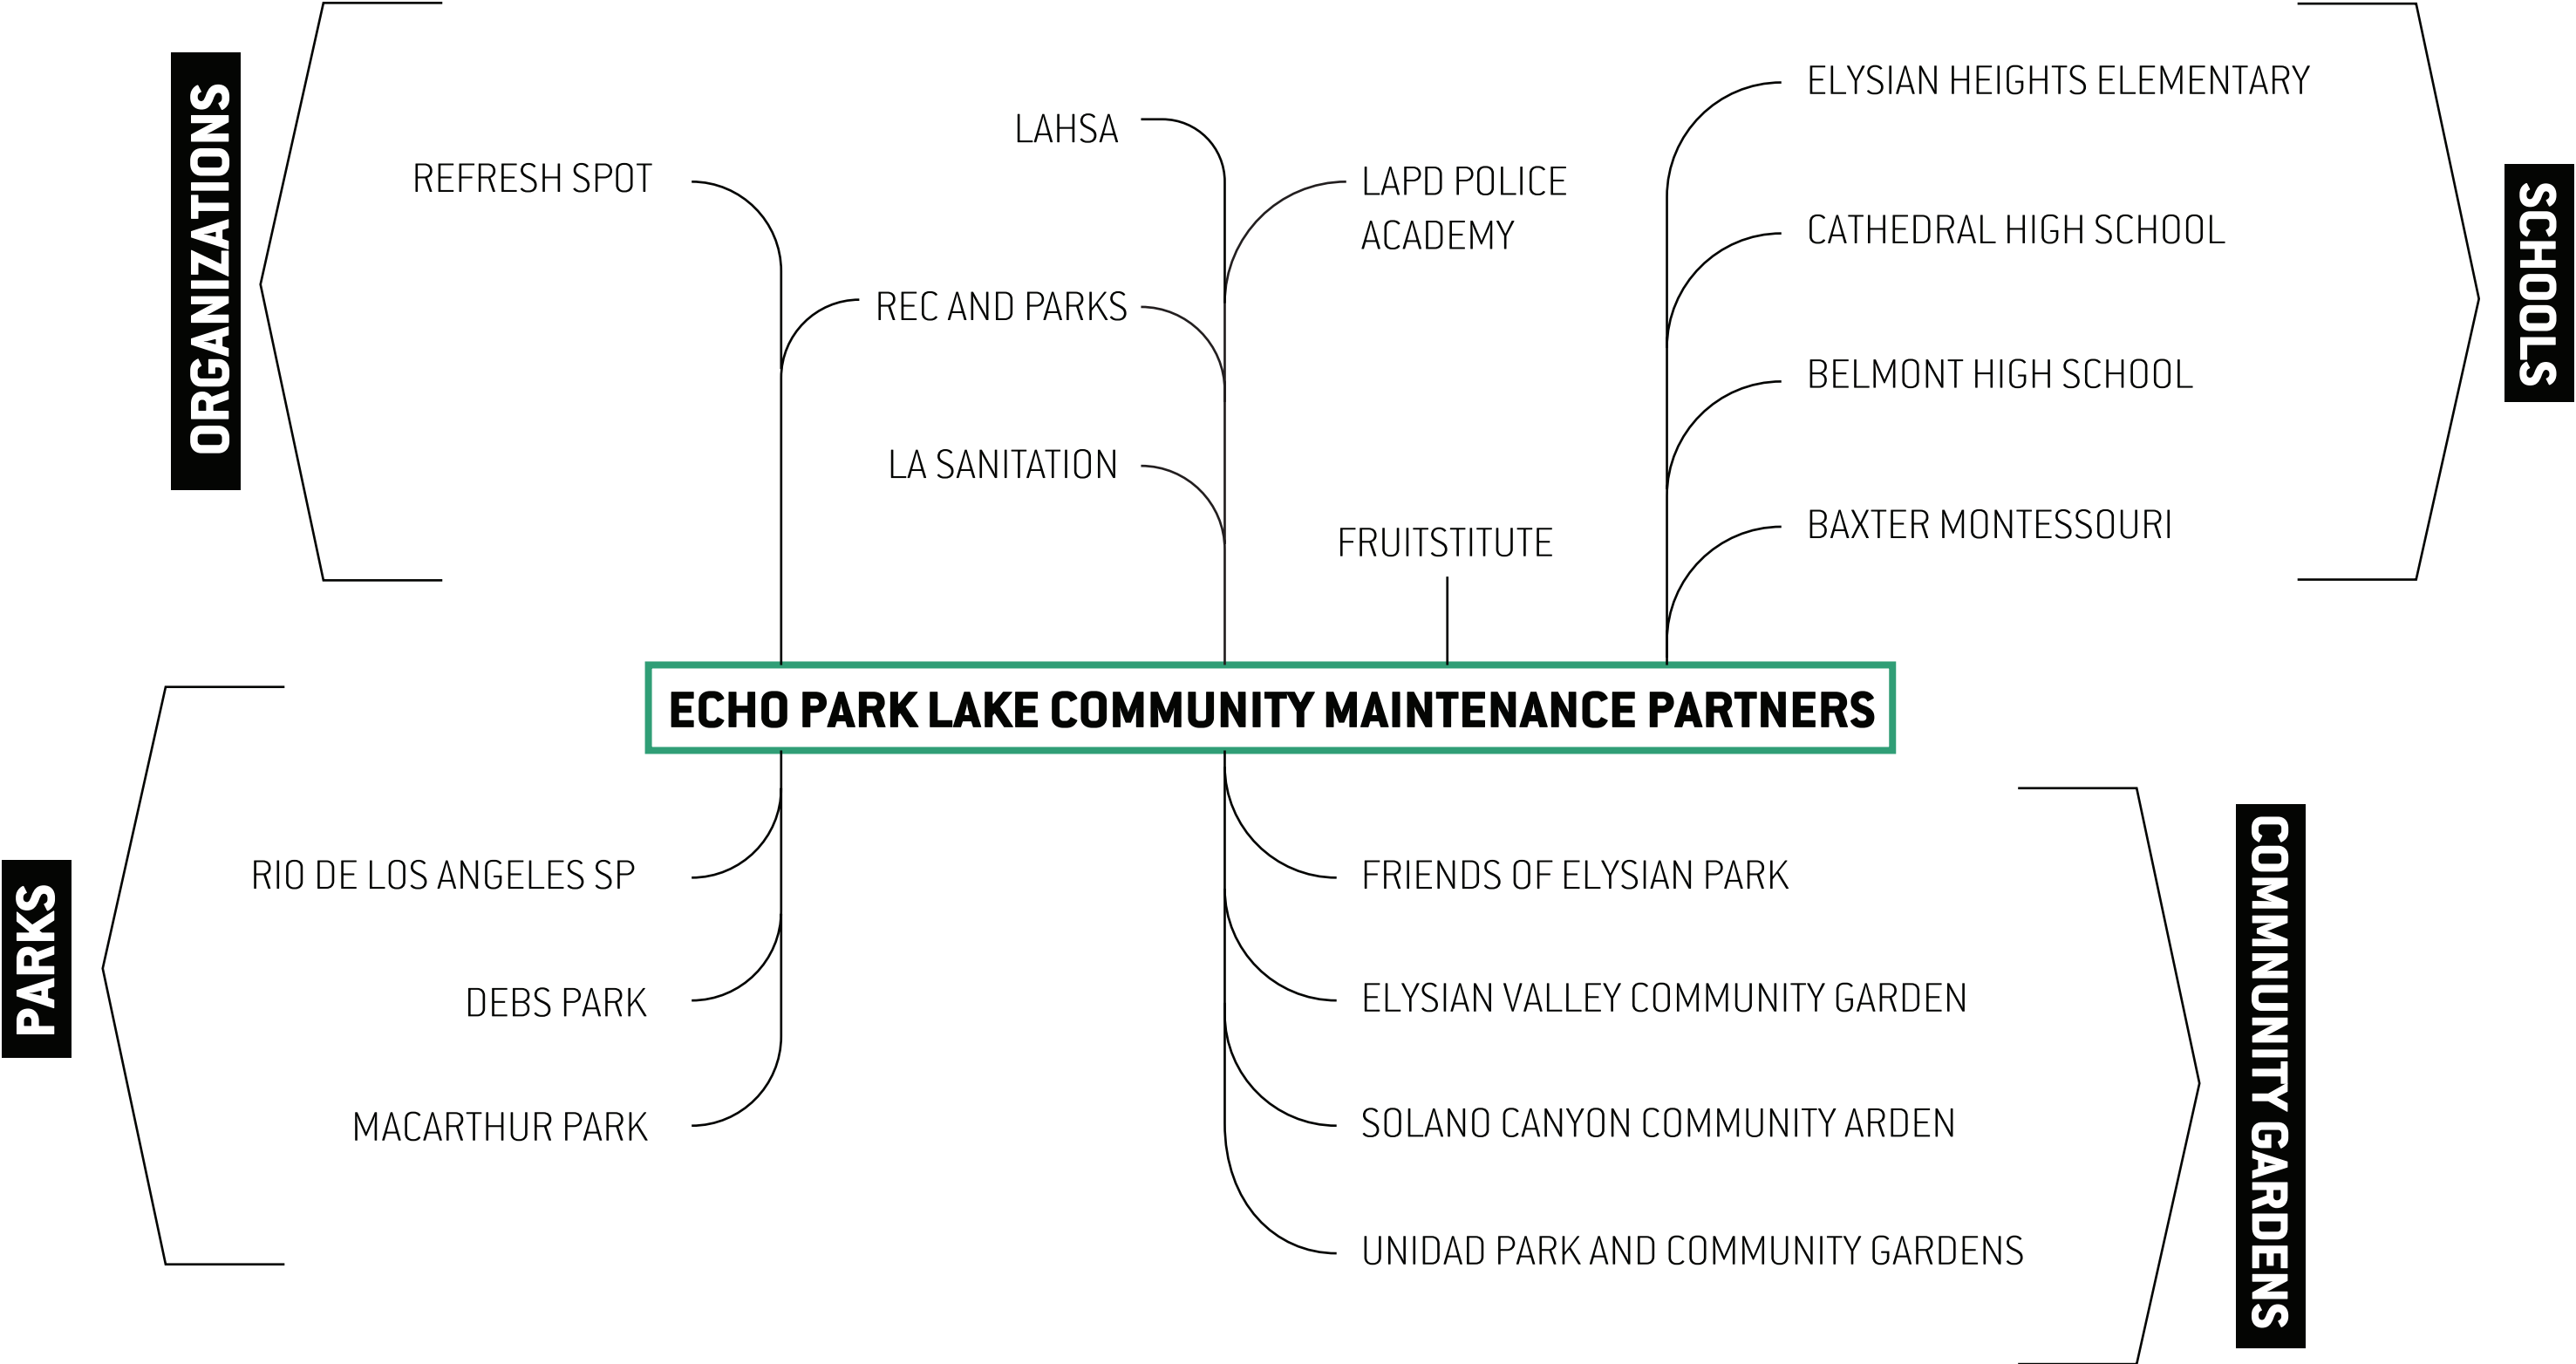 ORGANIZATIONS
REFRESH SPOT
LAHSA
LAPD POLICE
ACADEMY
REC AND PARKS
LA SANITATION
FRUITSTITUTE
ELYSIAN HEIGHTS ELEMENTARY
CATHEDRAL HIGH SCHOOL
BELMONT HIGH SCHOOL
BAXTER MONTESSOURI
SCHOOLS
ECHO PARK LAKE COMMUNITY MAINTENANCE PARTNERS
PARKS
RIO DE LOS ANGELES SP
DEBS PARK
MACARTHUR PARK
FRIENDS OF ELYSIAN PARK
ELYSIAN VALLEY COMMUNITY GARDEN
SOLANO CANYON COMMUNITY ARDEN
UNIDAD PARK AND COMMUNITY GARDENS
COMMNUNITY GARDENS